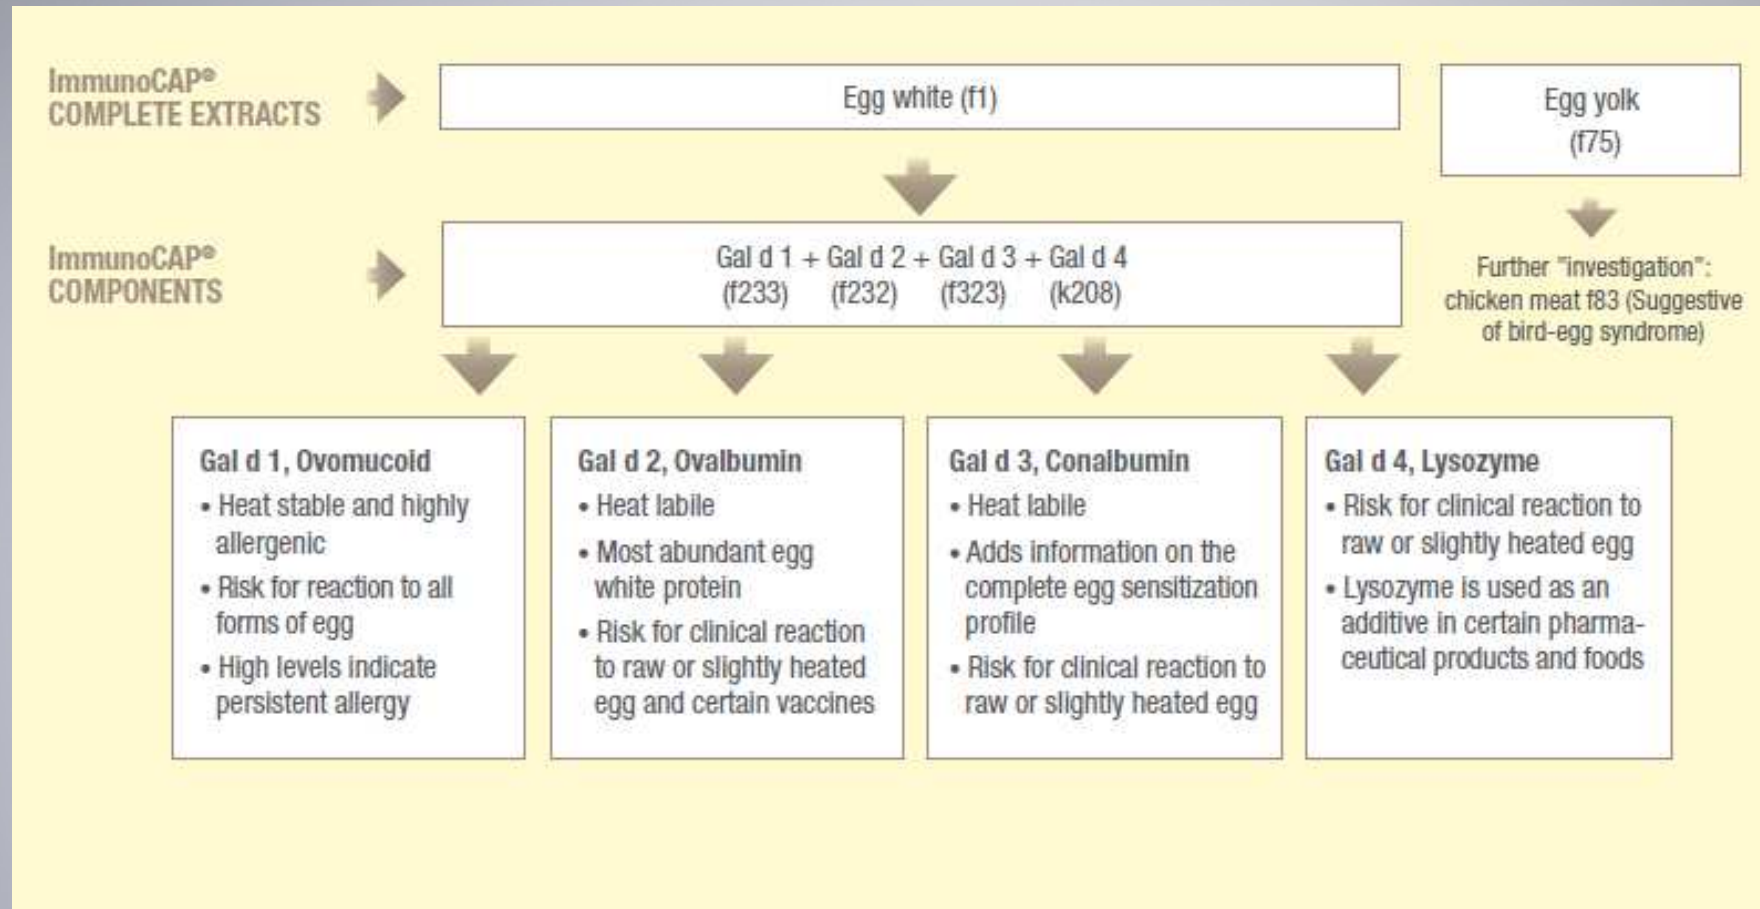 ImmunoCAP®
COMPLETE EXTRACTS
Egg white (f1)
Egg yolk
(f75)
ImmunoCAP®
COMPONENTS
Gal d 1 + Gal d 2 + Gal d 3 + Gal d 4
(f233) (f232) (f323) (k208)
Further "investigation":
chicken meat f83 (Suggestive
of bird-egg syndrome)
Gal d 1, Ovomucoid
• Heat stable and highly
allergenic
• Risk for reaction to all
forms of egg
• High levels indicate
persistent allergy
Gal d 2, Ovalbumin
• Heat labile
• Most abundant egg
white protein
• Risk for clinical reaction
to raw or slightly heated
egg and certain vaccines
Gal d 3, Conalbumin
• Heat labile
• Adds information on the
complete egg sensitization
profile
• Risk for clinical reaction to
raw or slightly heated egg
Gal d 4, Lysozyme
• Risk for clinical reaction to
raw or slightly heated egg
• Lysozyme is used as an
additive in certain pharma-
ceutical products and foods